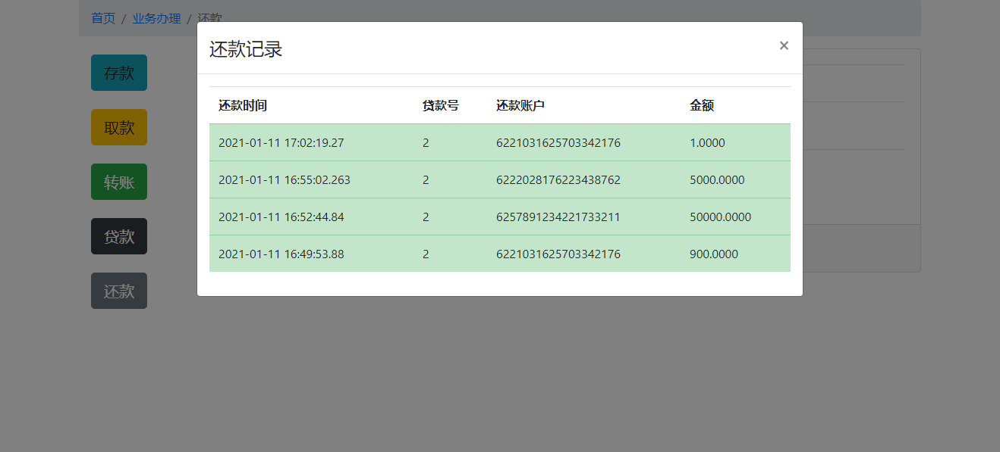 首页 / 业务办理 / 还款
还款记录 ×
还款时间 贷款号 还款账户 金额
2021-01-11 17:02:19.27 2 6221031625703342176 1.0000
2021-01-11 16:55:02.263 2 6222028176223438762 5000.0000
2021-01-11 16:52:44.84 2 6257891234221733211 50000.0000
2021-01-11 16:49:53.88 2 6221031625703342176 900.0000
存款
取款
转账
贷款
还款